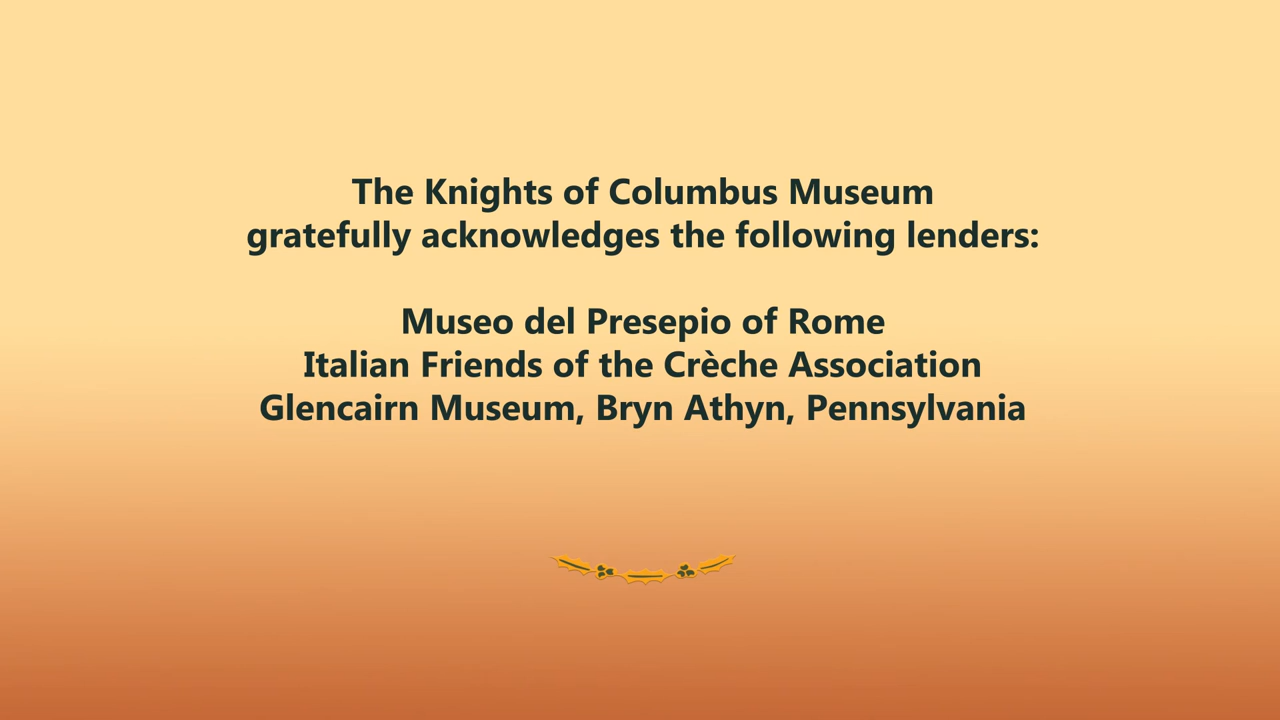 The Knights of Columbus Museum
gratefully acknowledges the following lenders:
Museo del Presepio of Rome
Italian Friends of the Crèche Association
Glencairn Museum, Bryn Athyn, Pennsylvania